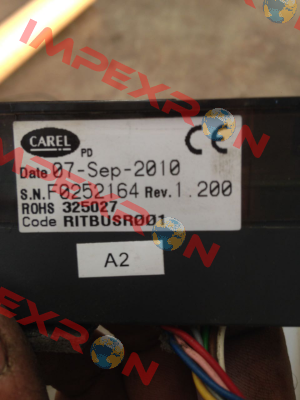 IMPEXRON
CAREL
PD
CE
Date 07-Sep-2010
S.N.F0252164 Rev.1.200
ROHS 325027
Code RITBUSR001
A2
IMPEXRON